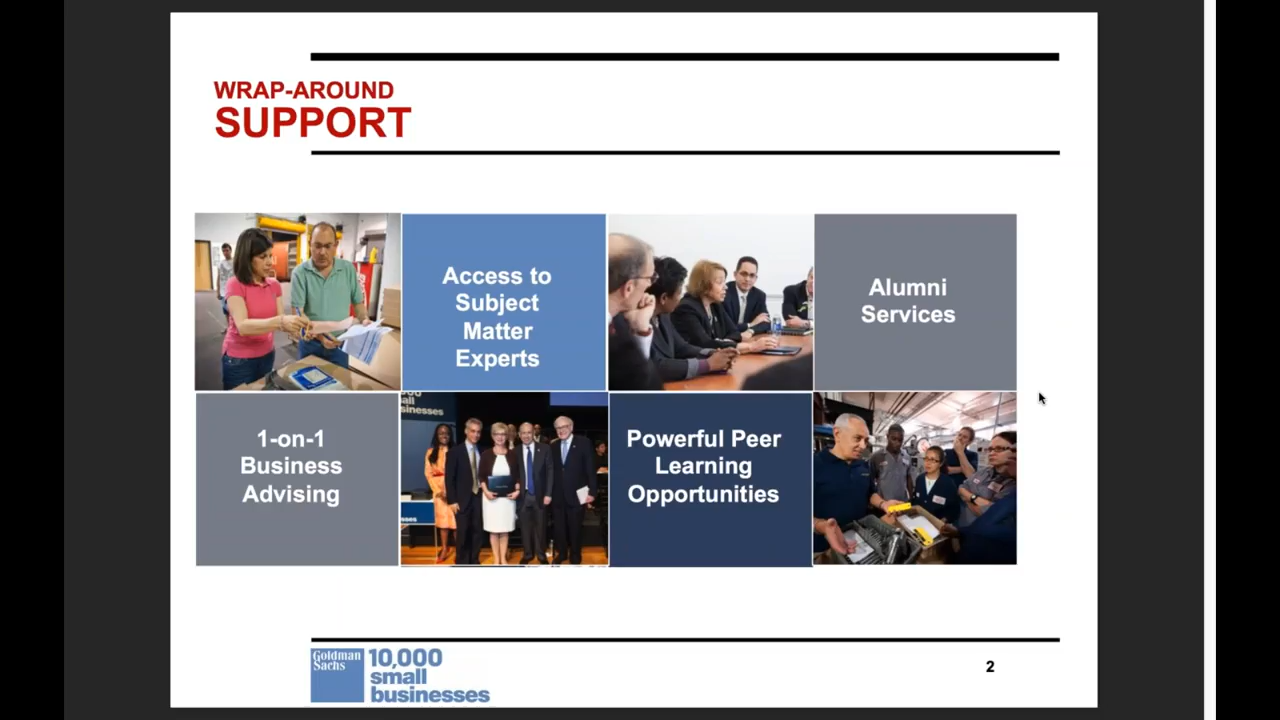 WRAP-AROUND
SUPPORT
Access to
Subject
Matter
Experts
Alumni
Services
1-on-1
Business
Advising
Powerful Peer
Learning
Opportunities
Goldman
Sachs
10,000
small
businesses
2